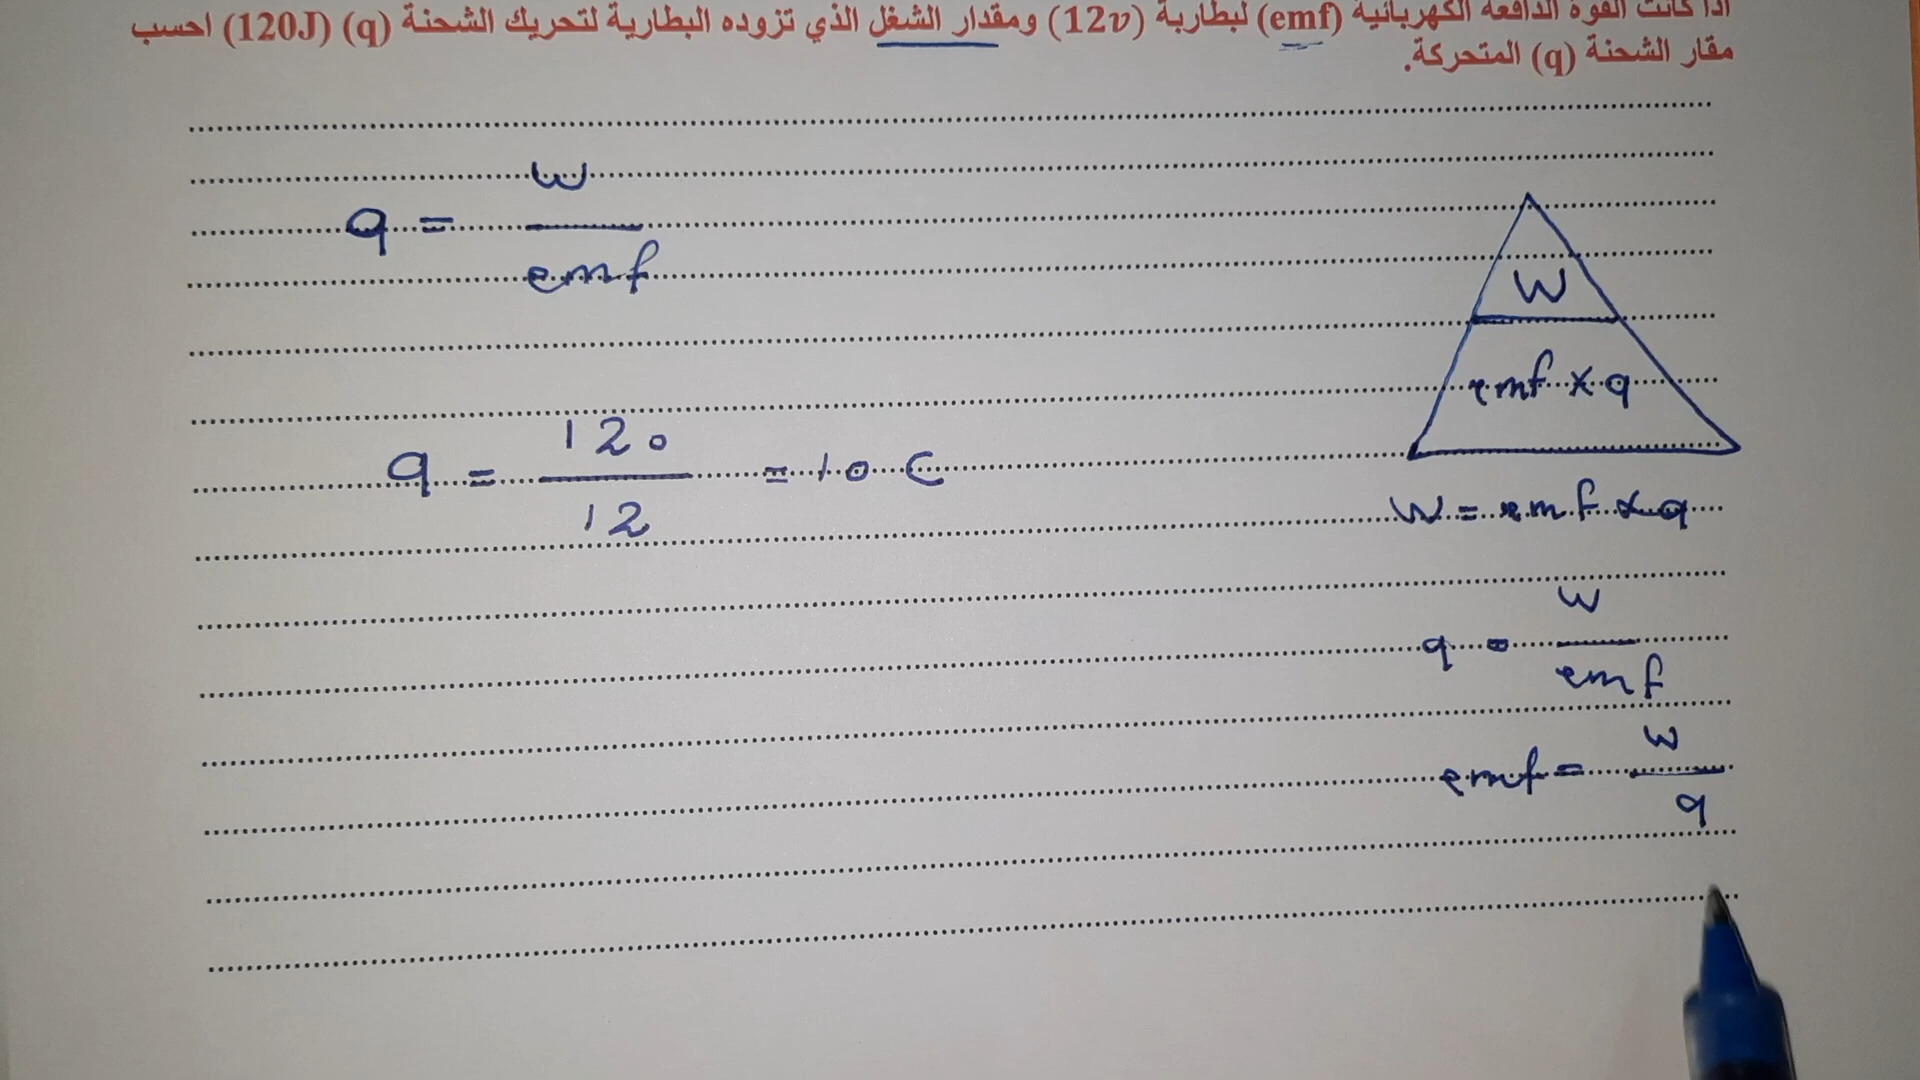 اذا كانت القوة الدافعة الكهربائية (emf) لبطاربة (12v) ومقدار الشغل الذي تزوده البطارية لتحريك الشحنة (q) (120J) احسب
مقار الشحنة (q) المتحركة.
q = w / emf
q = 120 / 12 = 10 C
W
emf × q
W = emf × q
q = w / emf
emf = w / q